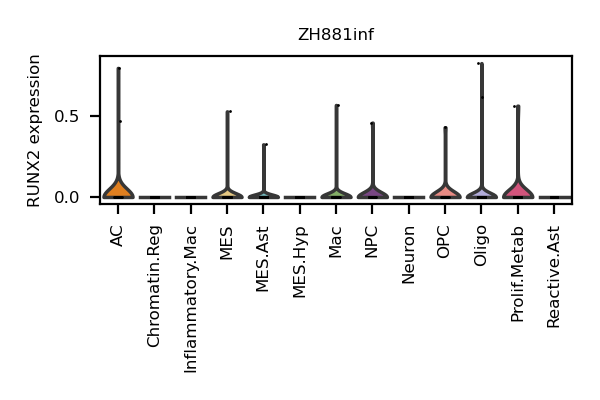 ZH881inf
RUNX2 expression
0.5
0.0
AC
Chromatin.Reg
Inflammatory.Mac
MES
MES.Ast
MES.Hyp
Mac
NPC
Neuron
OPC
Oligo
Prolif.Metab
Reactive.Ast